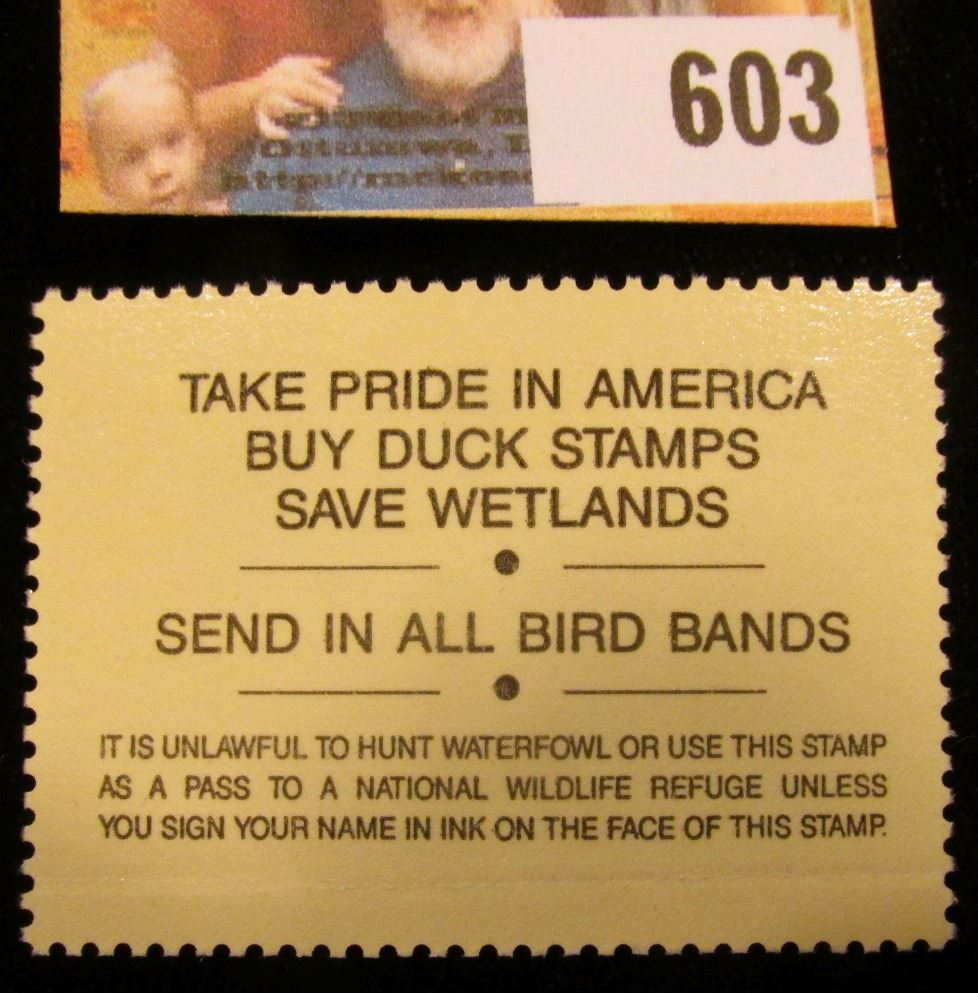 603
Ottumwa, I
TAKE PRIDE IN AMERICA
BUY DUCK STAMPS
SAVE WETLANDS
SEND IN ALL BIRD BANDS
IT IS UNLAWFUL TO HUNT WATERFOWL OR USE THIS STAMP
AS A PASS TO A NATIONAL WILDLIFE REFUGE UNLESS
YOU SIGN YOUR NAME IN INK ON THE FACE OF THIS STAMP.